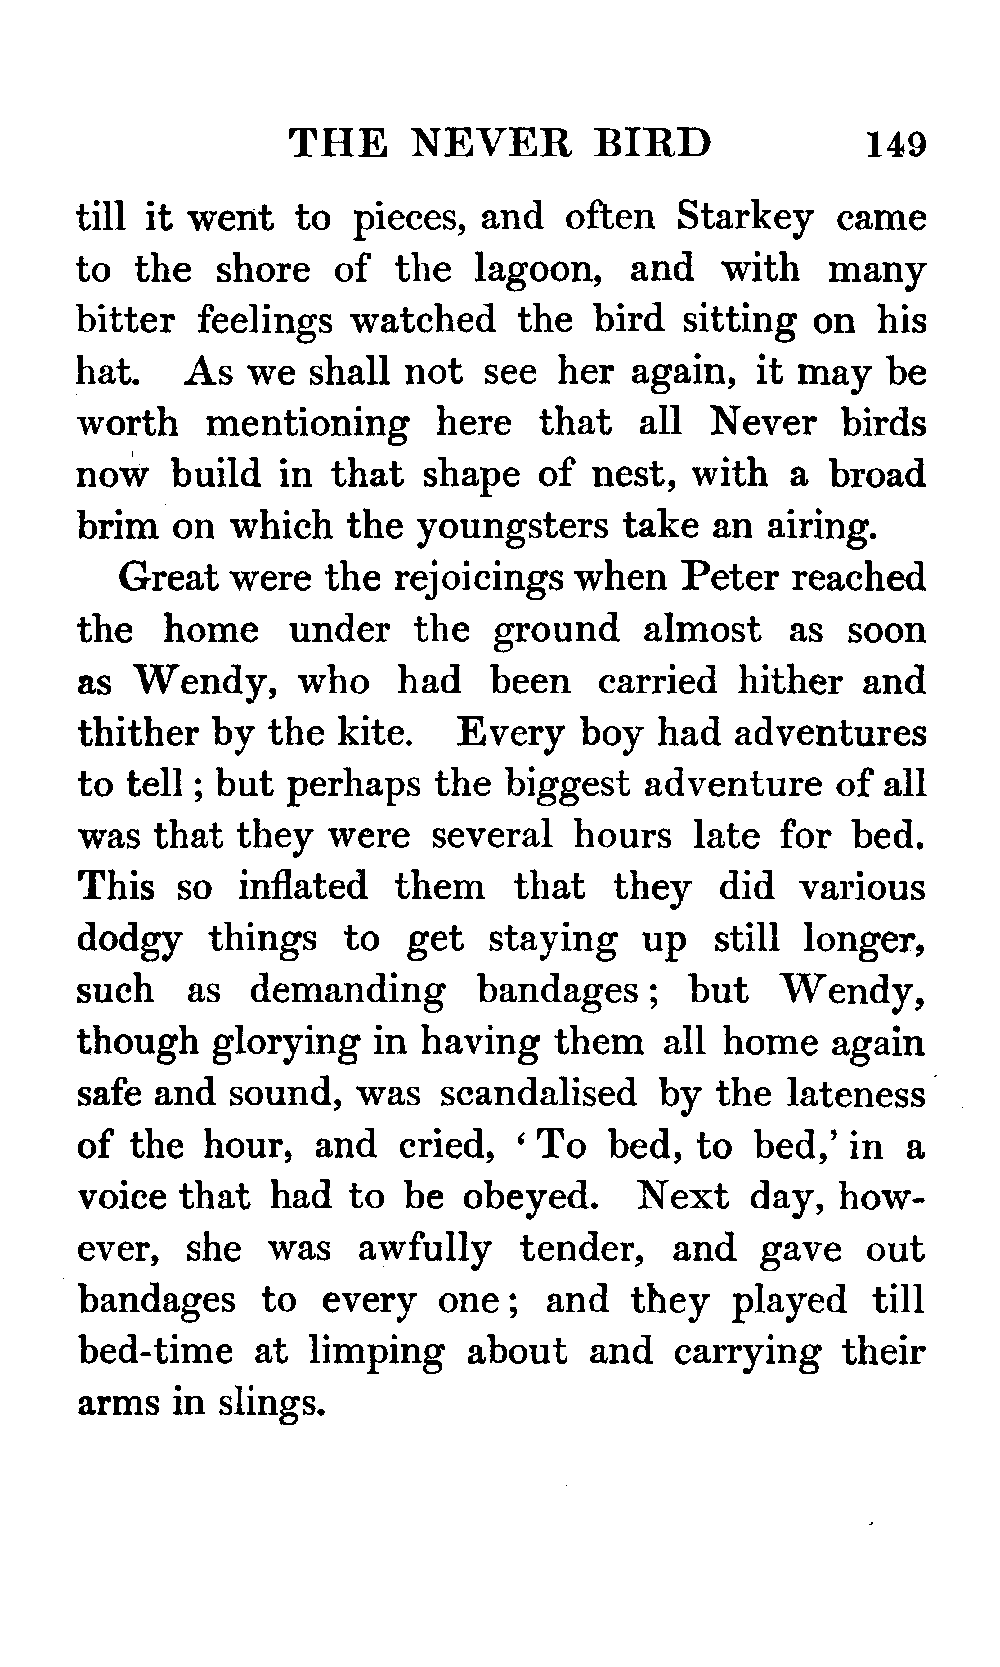 THE NEVER BIRD 149
till it went to pieces, and often Starkey came
to the shore of the lagoon, and with many
bitter feelings watched the bird sitting on his
hat. As we shall not see her again, it may be
worth mentioning here that all Never birds
now build in that shape of nest, with a broad
brim on which the youngsters take an airing.
Great were the rejoicings when Peter reached
the home under the ground almost as soon
as Wendy, who had been carried hither and
thither by the kite. Every boy had adventures
to tell ; but perhaps the biggest adventure of all
was that they were several hours late for bed.
This so inflated them that they did various
dodgy things to get staying up still longer,
such as demanding bandages ; but Wendy,
though glorying in having them all home again
safe and sound, was scandalised by the lateness
of the hour, and cried, ‘ To bed, to bed,’ in a
voice that had to be obeyed. Next day, how-
ever, she was awfully tender, and gave out
bandages to every one ; and they played till
bed-time at limping about and carrying their
arms in slings.